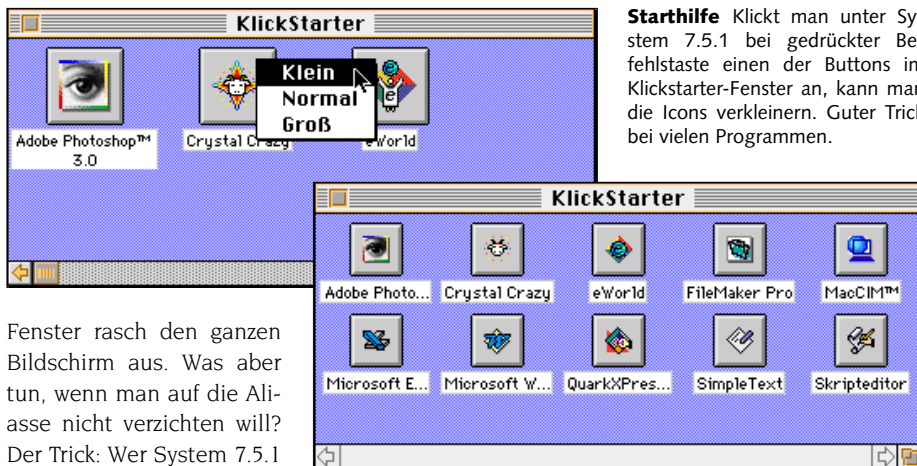 KlickStarter
Klein
Normal
Groß
Adobe Photoshop™
3.0
Crystal Crazy
eWorld
Starthilfe Klickt man unter Sy-
stem 7.5.1 bei gedrückter Be-
fehlstaste einen der Buttons
Klickstarter-Fenster an, kann
die Icons verkleinern. Guter Trick
bei vielen Programmen.
KlickStarter
Adobe Photo...
Crystal Crazy
eWorld
FileMaker Pro
MacCIM™
Microsoft E...
Microsoft W...
QuarkXPres...
SimpleText
Skripteditor
Fenster rasch den ganzen
Bildschirm aus. Was aber
tun, wenn man auf die Ali-
asse nicht verzichten will?
Der Trick: Wer System 7.5.1